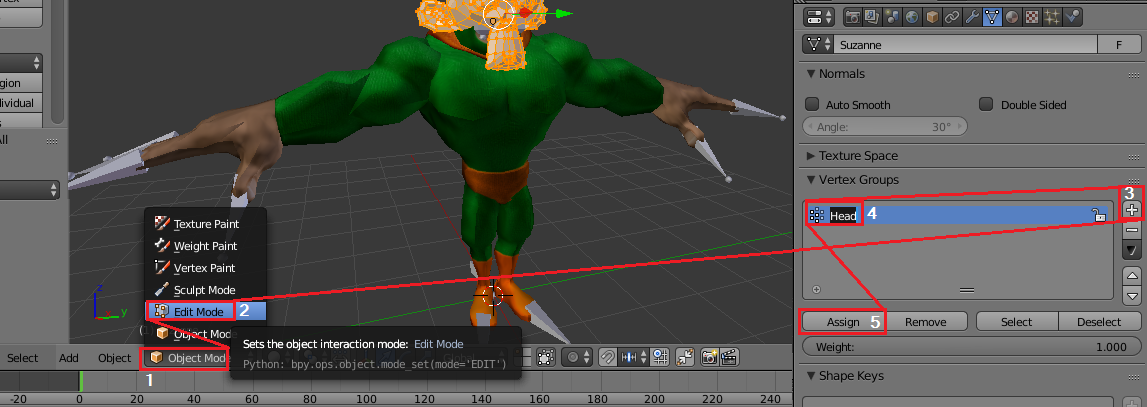 Suzanne
F
Normals
Auto Smooth
Double Sided
Angle: 30°
Texture Space
Vertex Groups
3
Head
4
Assign
5
Remove
Select
Deselect
Weight: 1.000
Shape Keys
gion
dividual
All
Texture Paint
Weight Paint
Vertex Paint
Sculpt Mode
Edit Mode
2
Object Mode
Sets the object interaction mode: Edit Mode
Python: bpy.ops.object.mode_set(mode='EDIT')
z
y
Select
Add
Object
Object Mode
1
-20
0
20
40
60
80
100
120
140
160
180
200
220
240